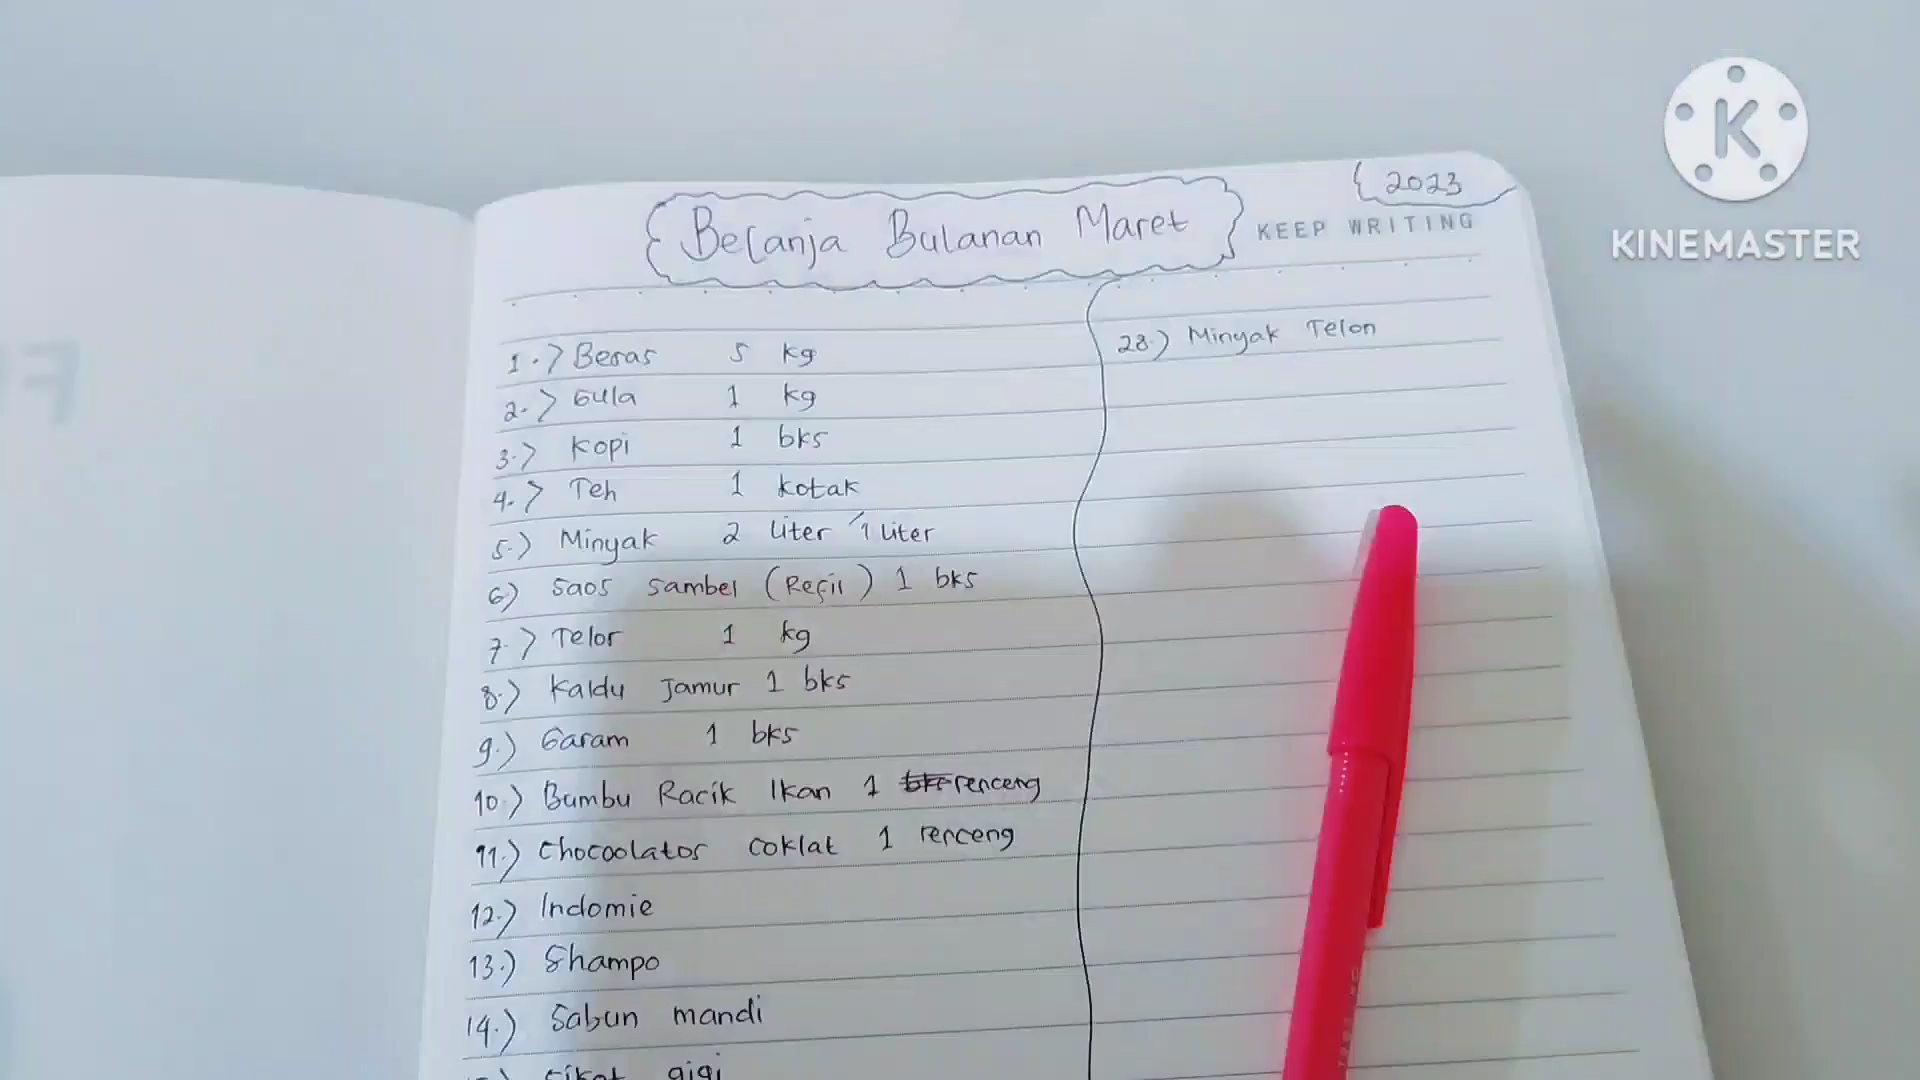 Belanja Bulanan Maret
2023
KEEP WRITING
1.) Beras 5 kg
2.) Gula 1 kg
3.) Kopi 1 bks
4.) Teh 1 kotak
5.) Minyak 2 liter / 1 liter
6) Saos sambel (Refil) 1 bks
7.) Telor 1 kg
8.) Kaldu Jamur 1 bks
9.) Garam 1 bks
10.) Bumbu Racik Ikan 1 bks renceng
11.) Chocoolatos coklat 1 renceng
12.) Indomie
13.) Shampo
14.) Sabun mandi
sikat gigi
28.) Minyak Telon
K
KINEMASTER